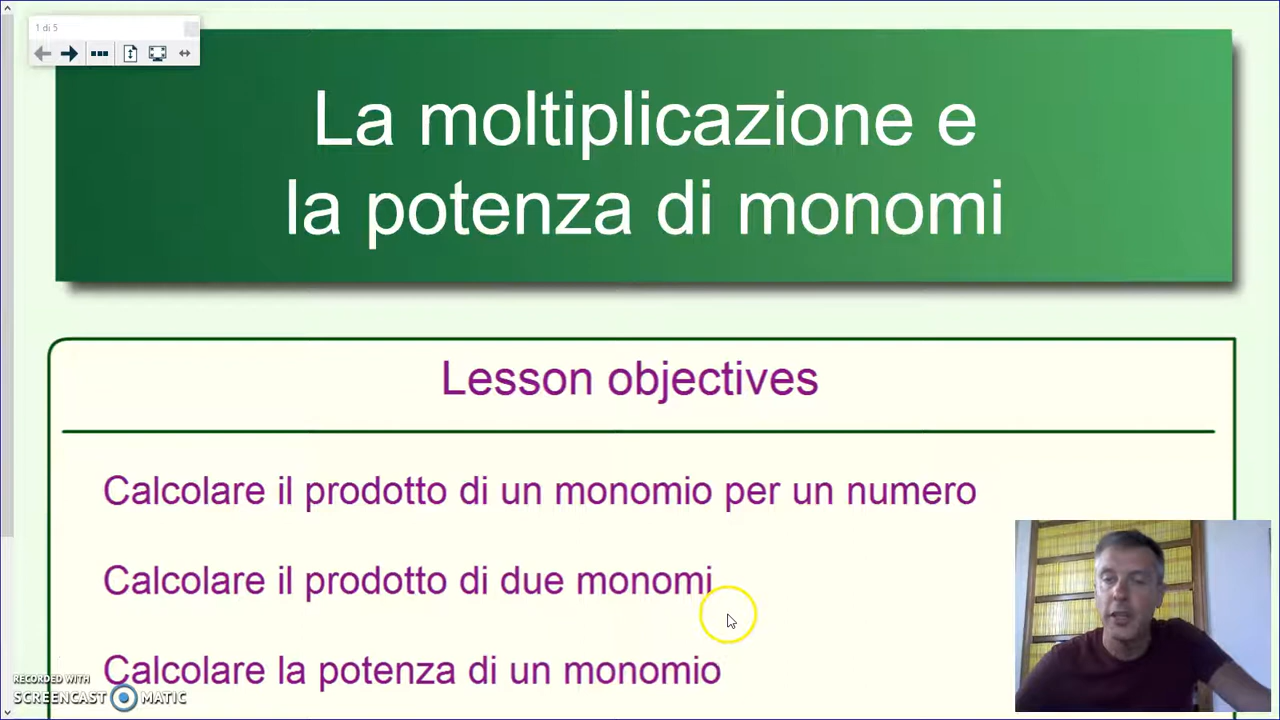 1 di 5
La moltiplicazione e
la potenza di monomi
Lesson objectives
Calcolare il prodotto di un monomio per un numero
Calcolare il prodotto di due monomi
Calcolare la potenza di un monomio
RECORDED WITH
SCREENCAST MATIC